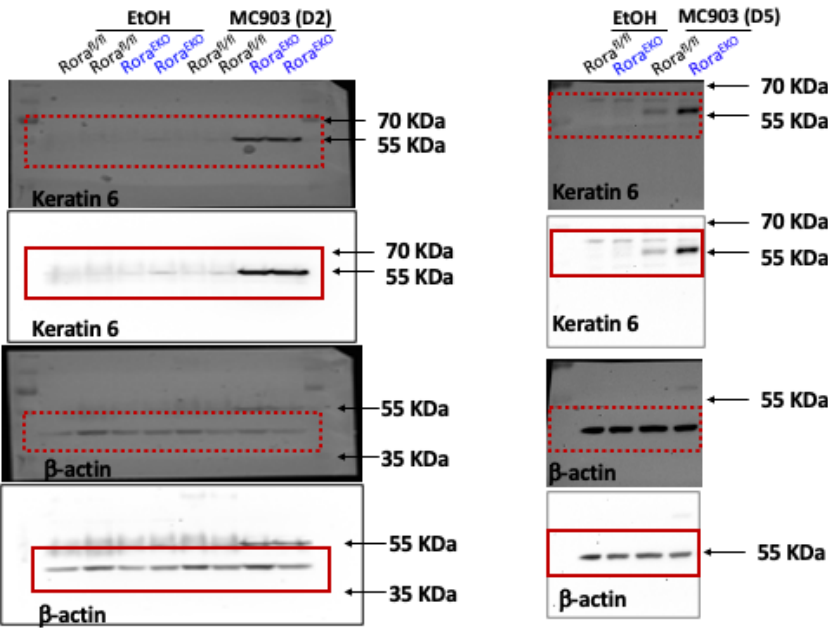 EtOH MC903 (D2)
Rora^fl/fl Rora^fl/fl Rora^EKO Rora^EKO Rora^fl/fl Rora^fl/fl Rora^EKO Rora^EKO
70 KDa
55 KDa
Keratin 6
70 KDa
55 KDa
Keratin 6
55 KDa
35 KDa
β-actin
55 KDa
35 KDa
β-actin
EtOH MC903 (D5)
Rora^fl/fl Rora^EKO Rora^fl/fl Rora^EKO
70 KDa
55 KDa
Keratin 6
70 KDa
55 KDa
Keratin 6
55 KDa
β-actin
55 KDa
β-actin